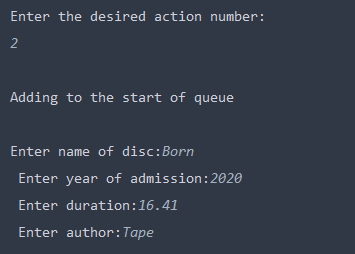 Enter the desired action number:
2
Adding to the start of queue
Enter name of disc:Born
Enter year of admission:2020
Enter duration:16.41
Enter author:Tape